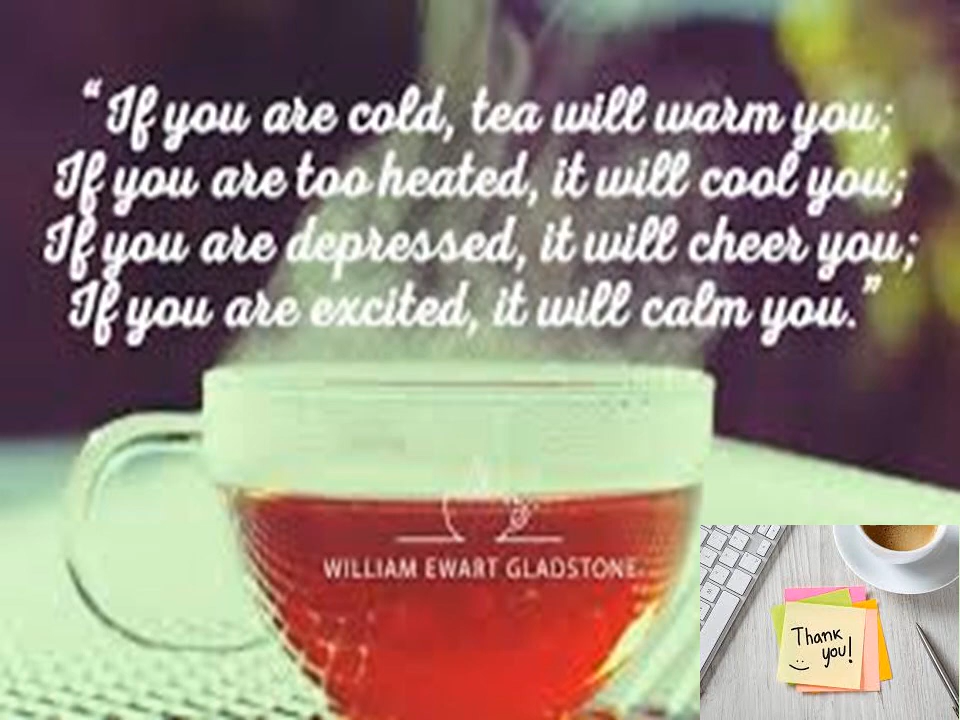 “If you are cold, tea will warm you;
If you are too heated, it will cool you;
If you are depressed, it will cheer you;
If you are excited, it will calm you.”
WILLIAM EWART GLADSTONE
Thank
you!